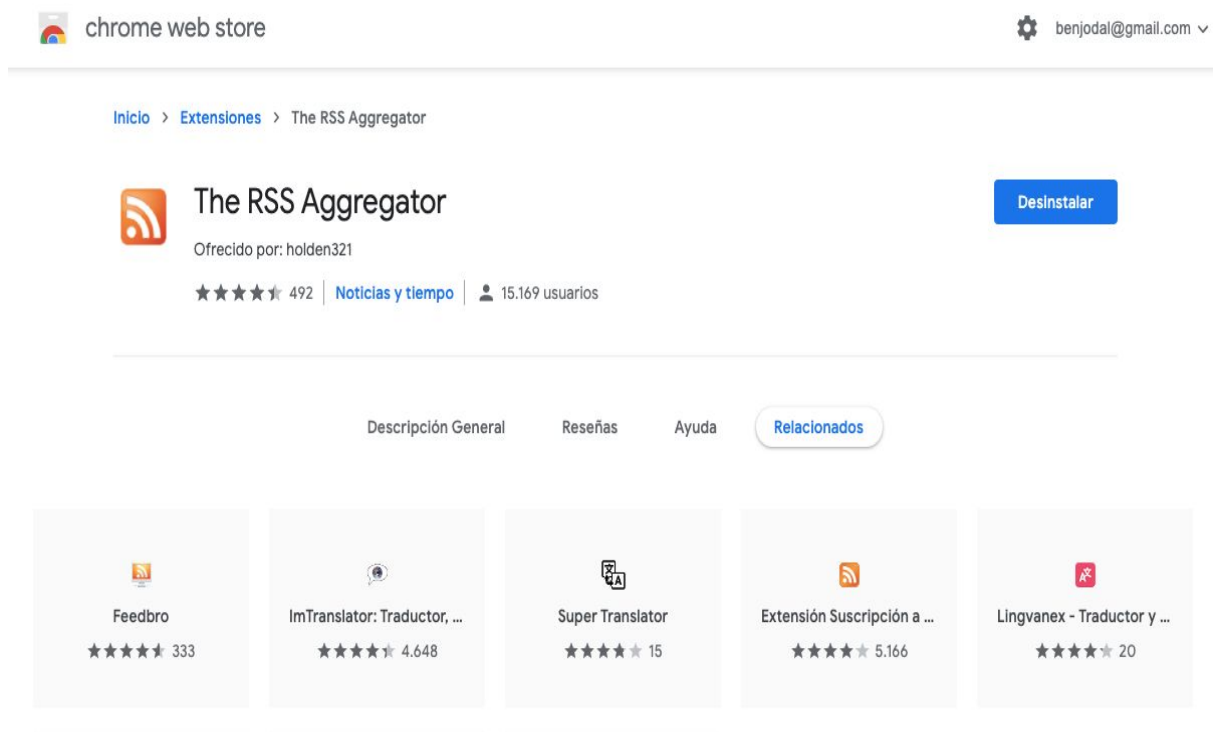 chrome web store
benjodal@gmail.com
Inicio > Extensiones > The RSS Aggregator
The RSS Aggregator
Desinstalar
Ofrecido por: holden321
492 Noticias y tiempo 15.169 usuarios
Descripción General Reseñas Ayuda Relacionados
Feedbro
333
ImTranslator: Traductor, ...
4.648
Super Translator
15
Extensión Suscripción a ...
5.166
Lingvanex - Traductor y ...
20